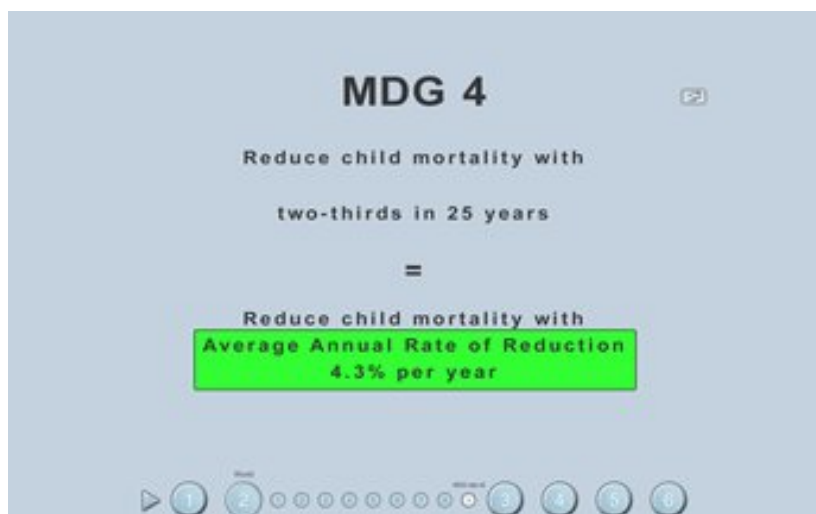 MDG 4
Reduce child mortality with
two-thirds in 25 years
=
Reduce child mortality with
Average Annual Rate of Reduction
4.3% per year
1 2 3 4 5 6